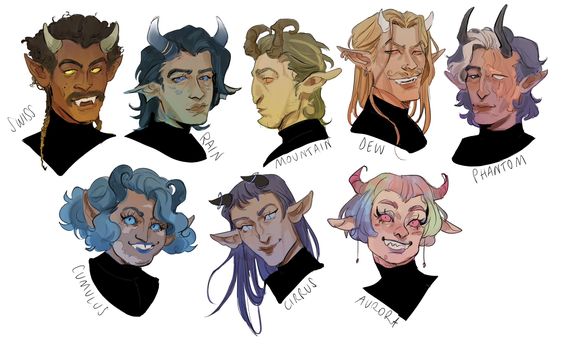 SWISS
RAIN
MOUNTAIN
DEW
PHANTOM
CUMULUS
CIRRUS
AURORA